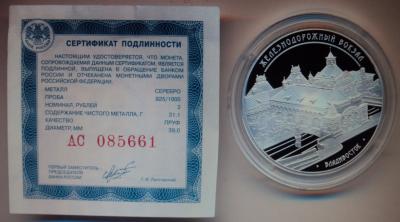 СЕРТИФИКАТ ПОДЛИННОСТИ
НАСТОЯЩИМ УДОСТОВЕРЯЕТСЯ, ЧТО МОНЕТА,
СОПРОВОЖДАЕМАЯ ДАННЫМ СЕРТИФИКАТОМ, ЯВЛЯЕТСЯ
ПОДЛИННОЙ, ВЫПУЩЕНА В ОБРАЩЕНИЕ БАНКОМ
РОССИИ И ОТЧЕКАНЕНА МОНЕТНЫМИ ДВОРАМИ
РОССИЙСКОЙ ФЕДЕРАЦИИ.
МЕТАЛЛ СЕРЕБРО
ПРОБА 925/1000
НОМИНАЛ, РУБЛЕЙ 3
СОДЕРЖАНИЕ ЧИСТОГО МЕТАЛЛА, Г 31,1
КАЧЕСТВО ПРУФ
ДИАМЕТР, ММ 39,0
АС 085661
ПЕРВЫЙ ЗАМЕСТИТЕЛЬ
ПРЕДСЕДАТЕЛЯ
БАНКА РОССИИ
ЖЕЛЕЗНОДОРОЖНЫЙ ВОКЗАЛ
ВЛАДИВОСТОК